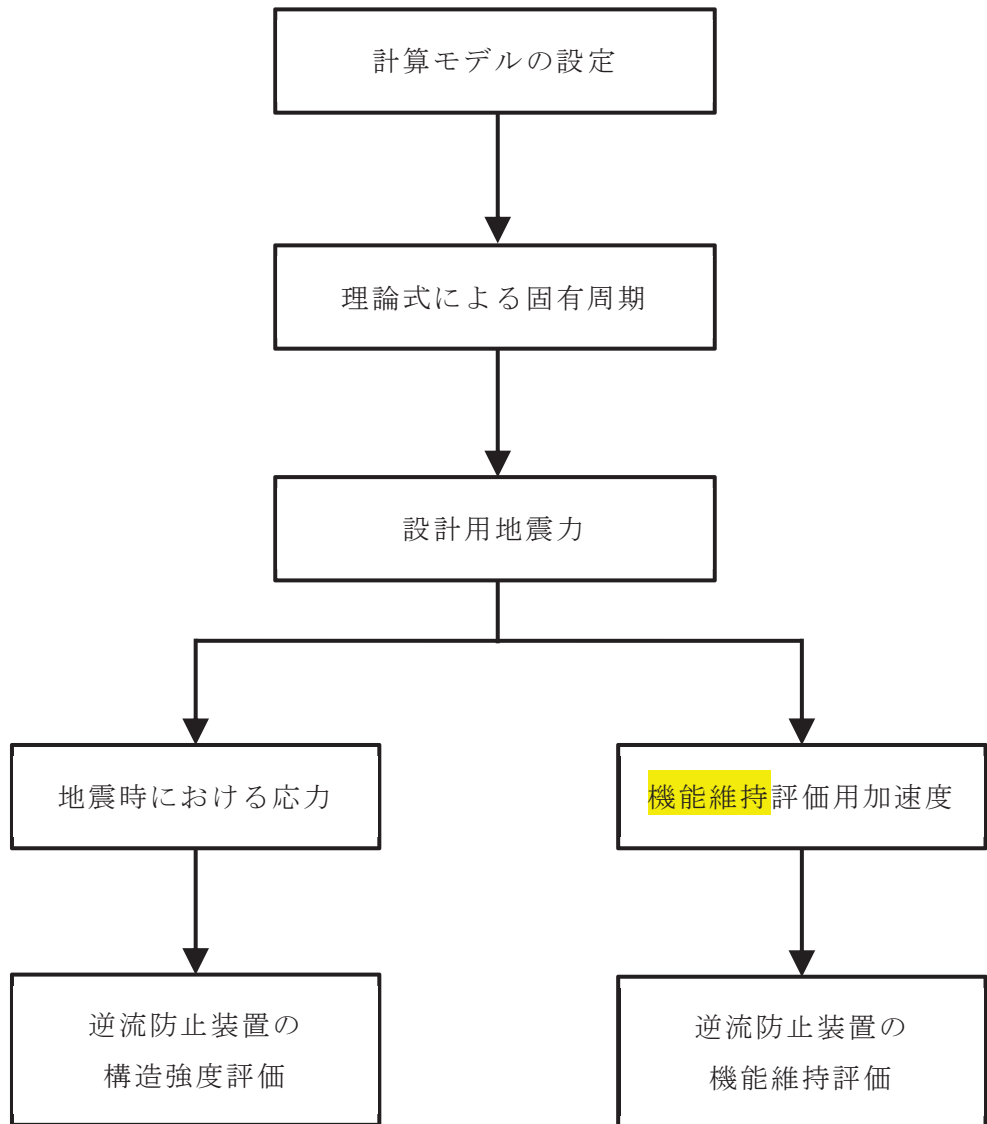 計算モデルの設定
理論式による固有周期
設計用地震力
地震時における応力
機能維持評価用加速度
逆流防止装置の
構造強度評価
逆流防止装置の
機能維持評価